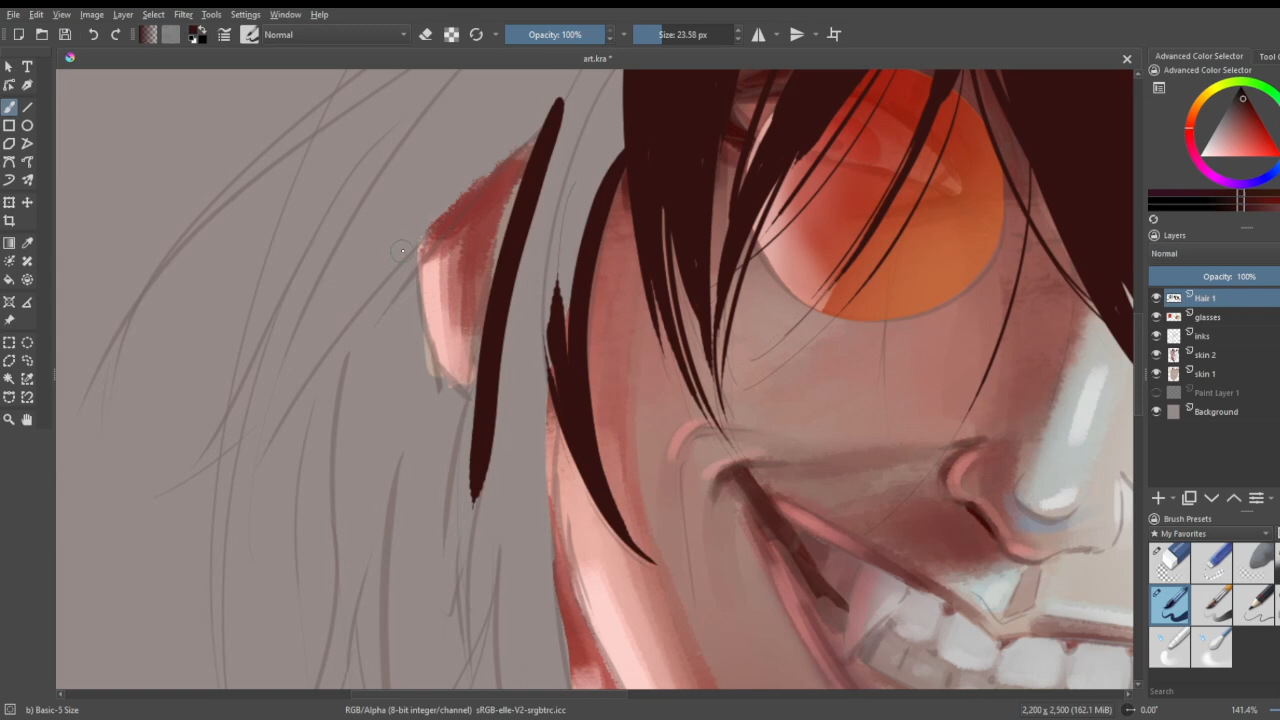 File Edit View Image Layer Select Filter Tools Settings Window Help
Normal Opacity: 100% Size: 23.58 px
art.kra *
Advanced Color Selector
Advanced Color Selector
Layers
Normal
Opacity: 100%
Hair 1
glasses
inks
skin 2
skin 1
Paint Layer 1
Background
Brush Presets
My Favorites
Search
b) Basic-5 Size RGB/Alpha (8-bit integer/channel) sRGB-elle-V2-srgbtrc.icc 2,200 x 2,500 (162.1 MiB) 0.00° 141.4%